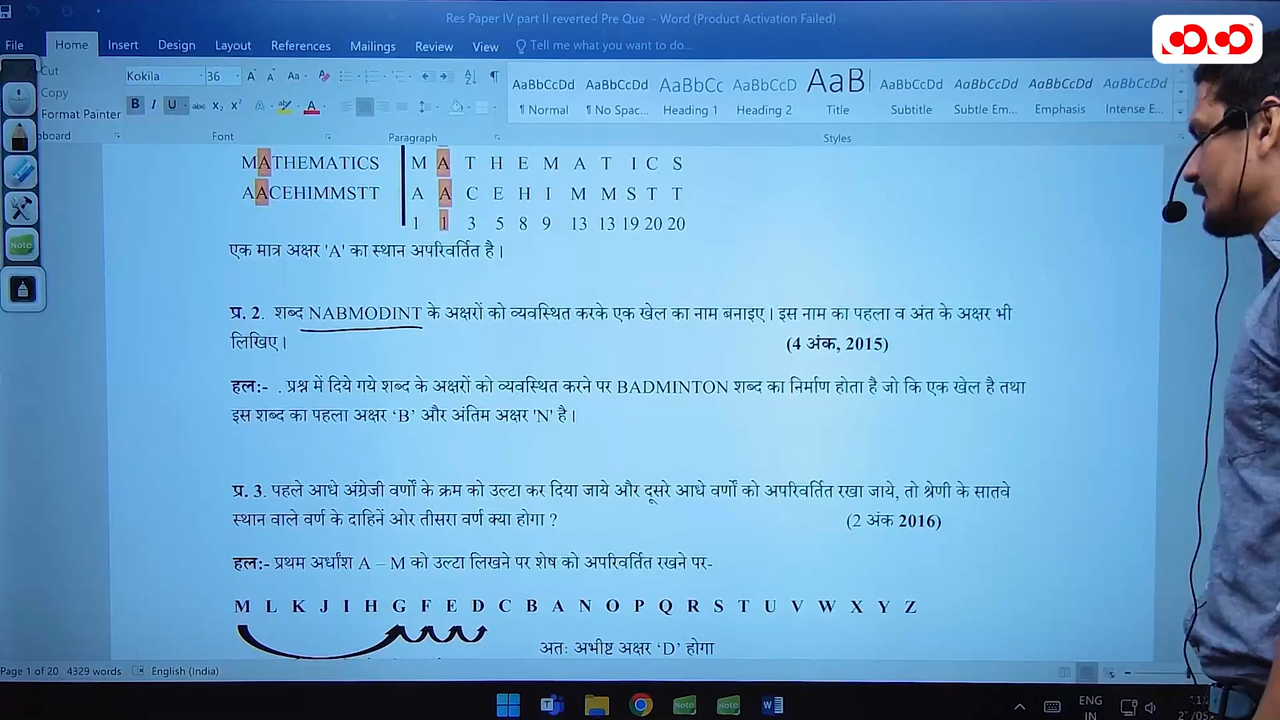 Res Paper IV part II reverted Pre Que - Word (Product Activation Failed)
File Home Insert Design Layout References Mailings Review View Tell me what you want to do...
Cut
Copy
Format Painter
Kokila 36
B I U abc X₂ X²
AaBbCcDd AaBbCcDd AaBbCc AaBbCcD AaB AaBbCcDd AaBbCcDd AaBbCcDd AaBbCcDd
¶ Normal ¶ No Spac... Heading 1 Heading 2 Title Subtitle Subtle Em... Emphasis Intense E...
board Font Paragraph Styles
MATHEMATICS M A T H E M A T I C S
AACEHIMMSTT A A C E H I M M S T T
1 1 3 5 8 9 13 13 19 20 20
एक मात्र अक्षर 'A' का स्थान अपरिवर्तित है।
प्र. 2. शब्द NABMODINT के अक्षरों को व्यवस्थित करके एक खेल का नाम बनाइए। इस नाम का पहला व अंत के अक्षर भी
लिखिए। (4 अंक, 2015)
हल:- . प्रश्न में दिये गये शब्द के अक्षरों को व्यवस्थित करने पर BADMINTON शब्द का निर्माण होता है जो कि एक खेल है तथा
इस शब्द का पहला अक्षर ‘B’ और अंतिम अक्षर 'N' है।
प्र. 3. पहले आधे अंग्रेजी वर्णों के क्रम को उल्टा कर दिया जाये और दूसरे आधे वर्णों को अपरिवर्तित रखा जाये, तो श्रेणी के सातवे
स्थान वाले वर्ण के दाहिनें ओर तीसरा वर्ण क्या होगा ? (2 अंक 2016)
हल:- प्रथम अर्धांश A – M को उल्टा लिखने पर शेष को अपरिवर्तित रखने पर-
M L K J I H G F E D C B A N O P Q R S T U V W X Y Z
अतः अभीष्ट अक्षर ‘D’ होगा
Page 1 of 20 4329 words English (India)
Note
Note Note
ENG
IN